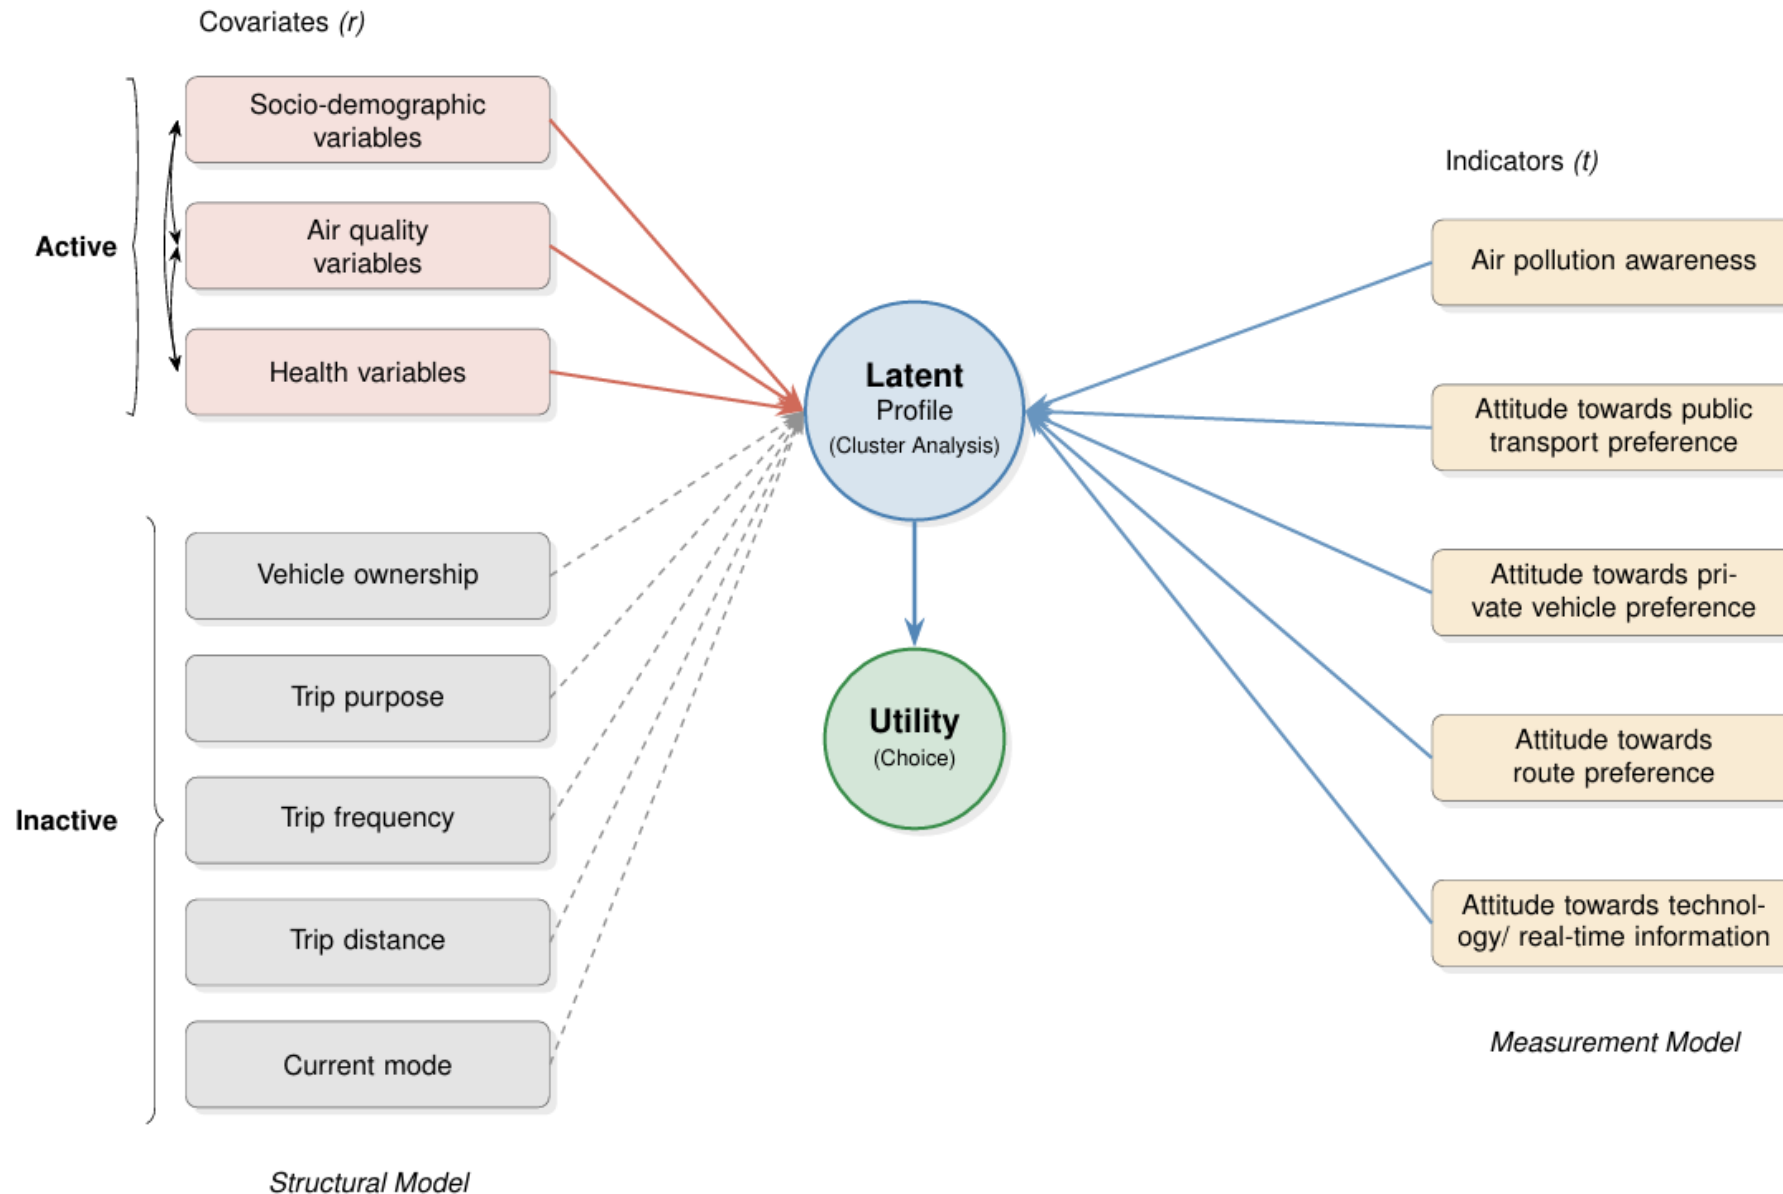 Covariates (r)
Socio-demographic
variables
Air quality
variables
Health variables
Active
Vehicle ownership
Trip purpose
Trip frequency
Trip distance
Current mode
Inactive
Structural Model
Latent
Profile
(Cluster Analysis)
Utility
(Choice)
Indicators (t)
Air pollution awareness
Attitude towards public
transport preference
Attitude towards pri-
vate vehicle preference
Attitude towards
route preference
Attitude towards technol-
ogy/ real-time information
Measurement Model